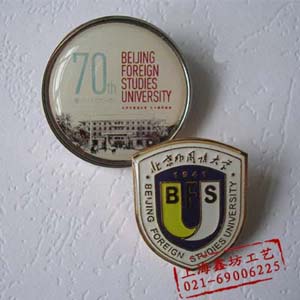 70th
BEIJING
FOREIGN
STUDIES
UNIVERSITY
北京外国语大学
1941
BFSU
BEIJING FOREIGN STUDIES UNIVERSITY
上海鑫坊工艺
021-69006225